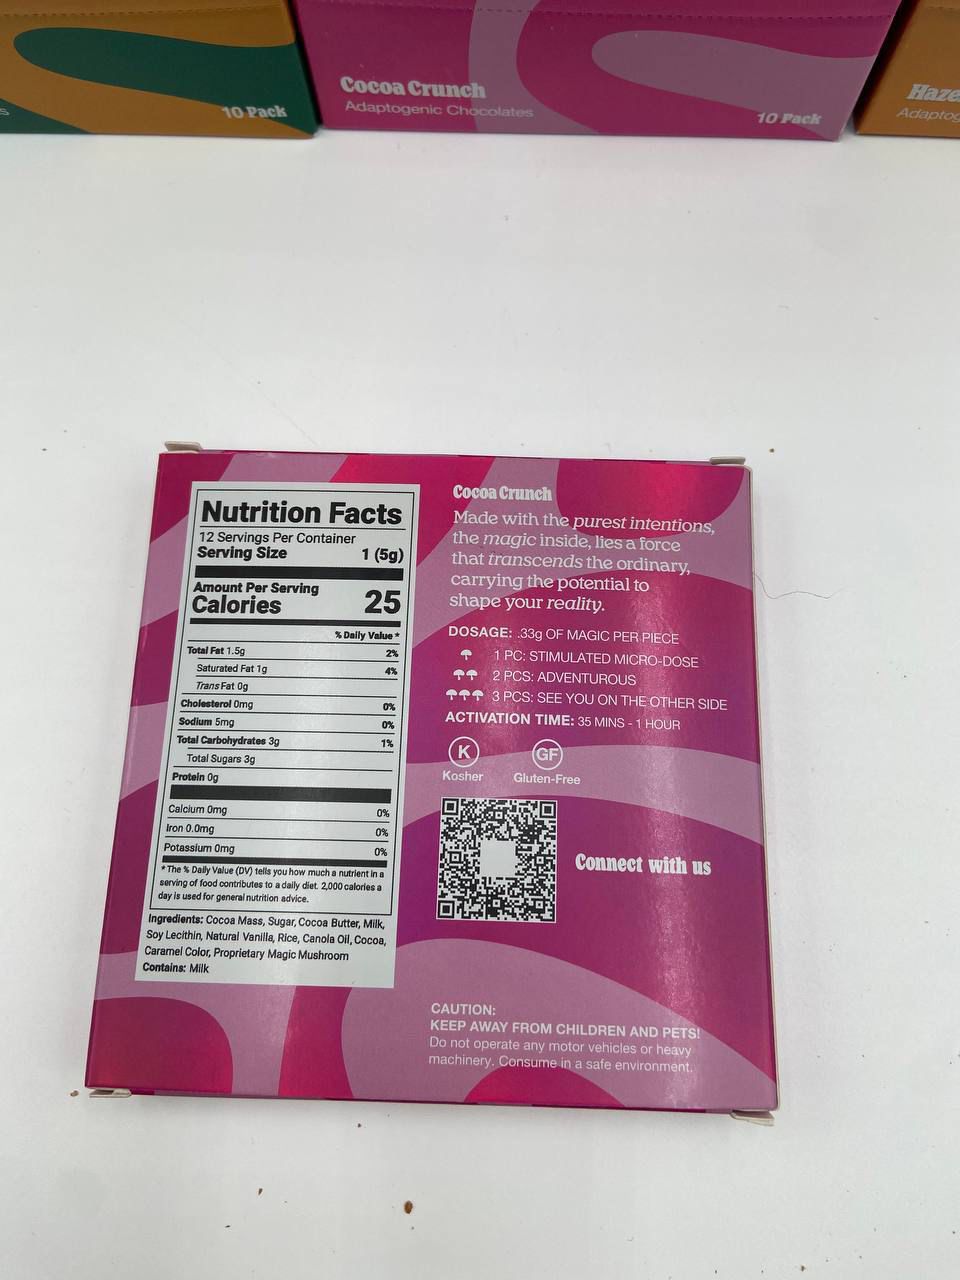 10 Pack
Cocoa Crunch
Adaptogenic Chocolates
10 Pack
Haze
Adaptog
Nutrition Facts
12 Servings Per Container
Serving Size 1 (5g)
Amount Per Serving
Calories 25
% Daily Value *
Total Fat 1.5g 2%
Saturated Fat 1g 4%
Trans Fat 0g
Cholesterol 0mg 0%
Sodium 5mg 0%
Total Carbohydrates 3g 1%
Total Sugars 3g
Protein 0g
Calcium 0mg 0%
Iron 0.0mg 0%
Potassium 0mg 0%
* The % Daily Value (DV) tells you how much a nutrient in a
serving of food contributes to a daily diet. 2,000 calories a
day is used for general nutrition advice.
Ingredients: Cocoa Mass, Sugar, Cocoa Butter, Milk,
Soy Lecithin, Natural Vanilla, Rice, Canola Oil, Cocoa,
Caramel Color, Proprietary Magic Mushroom
Contains: Milk
Cocoa Crunch
Made with the purest intentions,
the magic inside, lies a force
that transcends the ordinary,
carrying the potential to
shape your reality.
DOSAGE: .33g OF MAGIC PER PIECE
1 PC: STIMULATED MICRO-DOSE
2 PCS: ADVENTUROUS
3 PCS: SEE YOU ON THE OTHER SIDE
ACTIVATION TIME: 35 MINS - 1 HOUR
K GF
Kosher Gluten-Free
Connect with us
CAUTION:
KEEP AWAY FROM CHILDREN AND PETS!
Do not operate any motor vehicles or heavy
machinery. Consume in a safe environment.